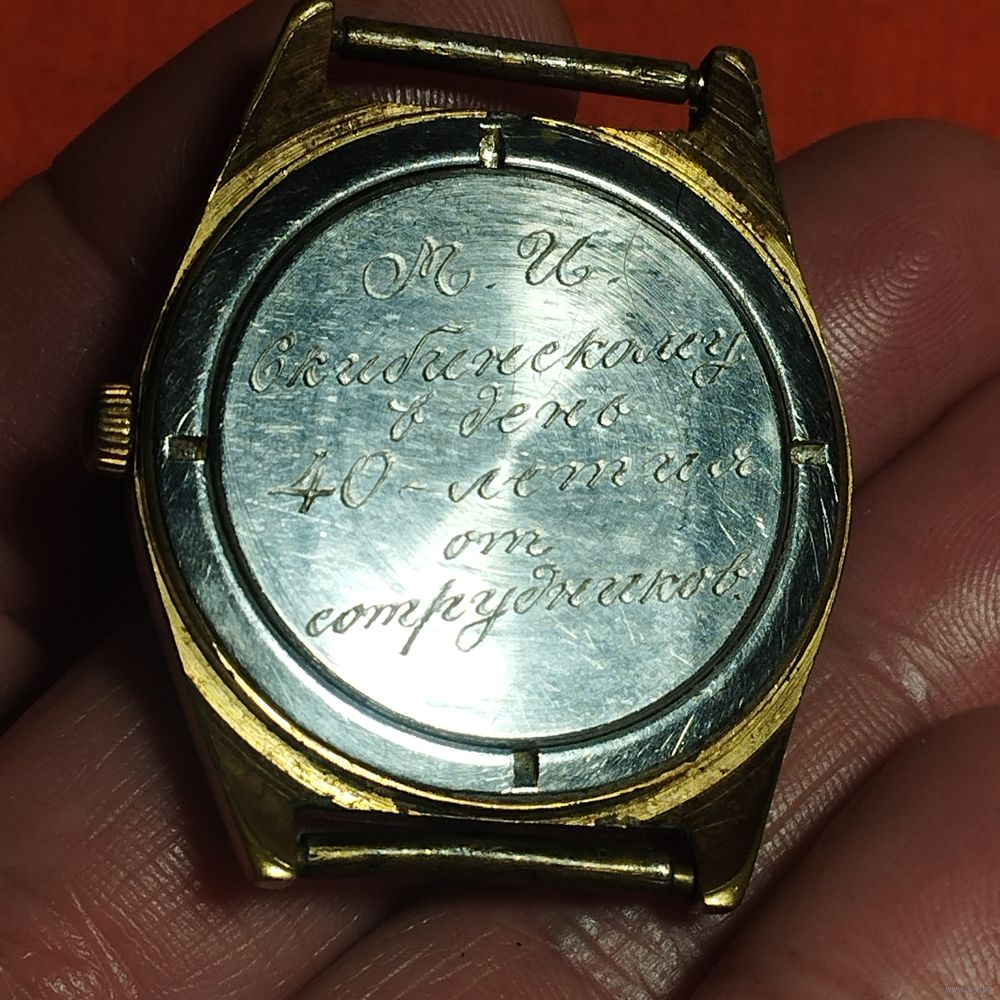 М. И.
Скибинскому
в день
40-летия
от
сотрудников.